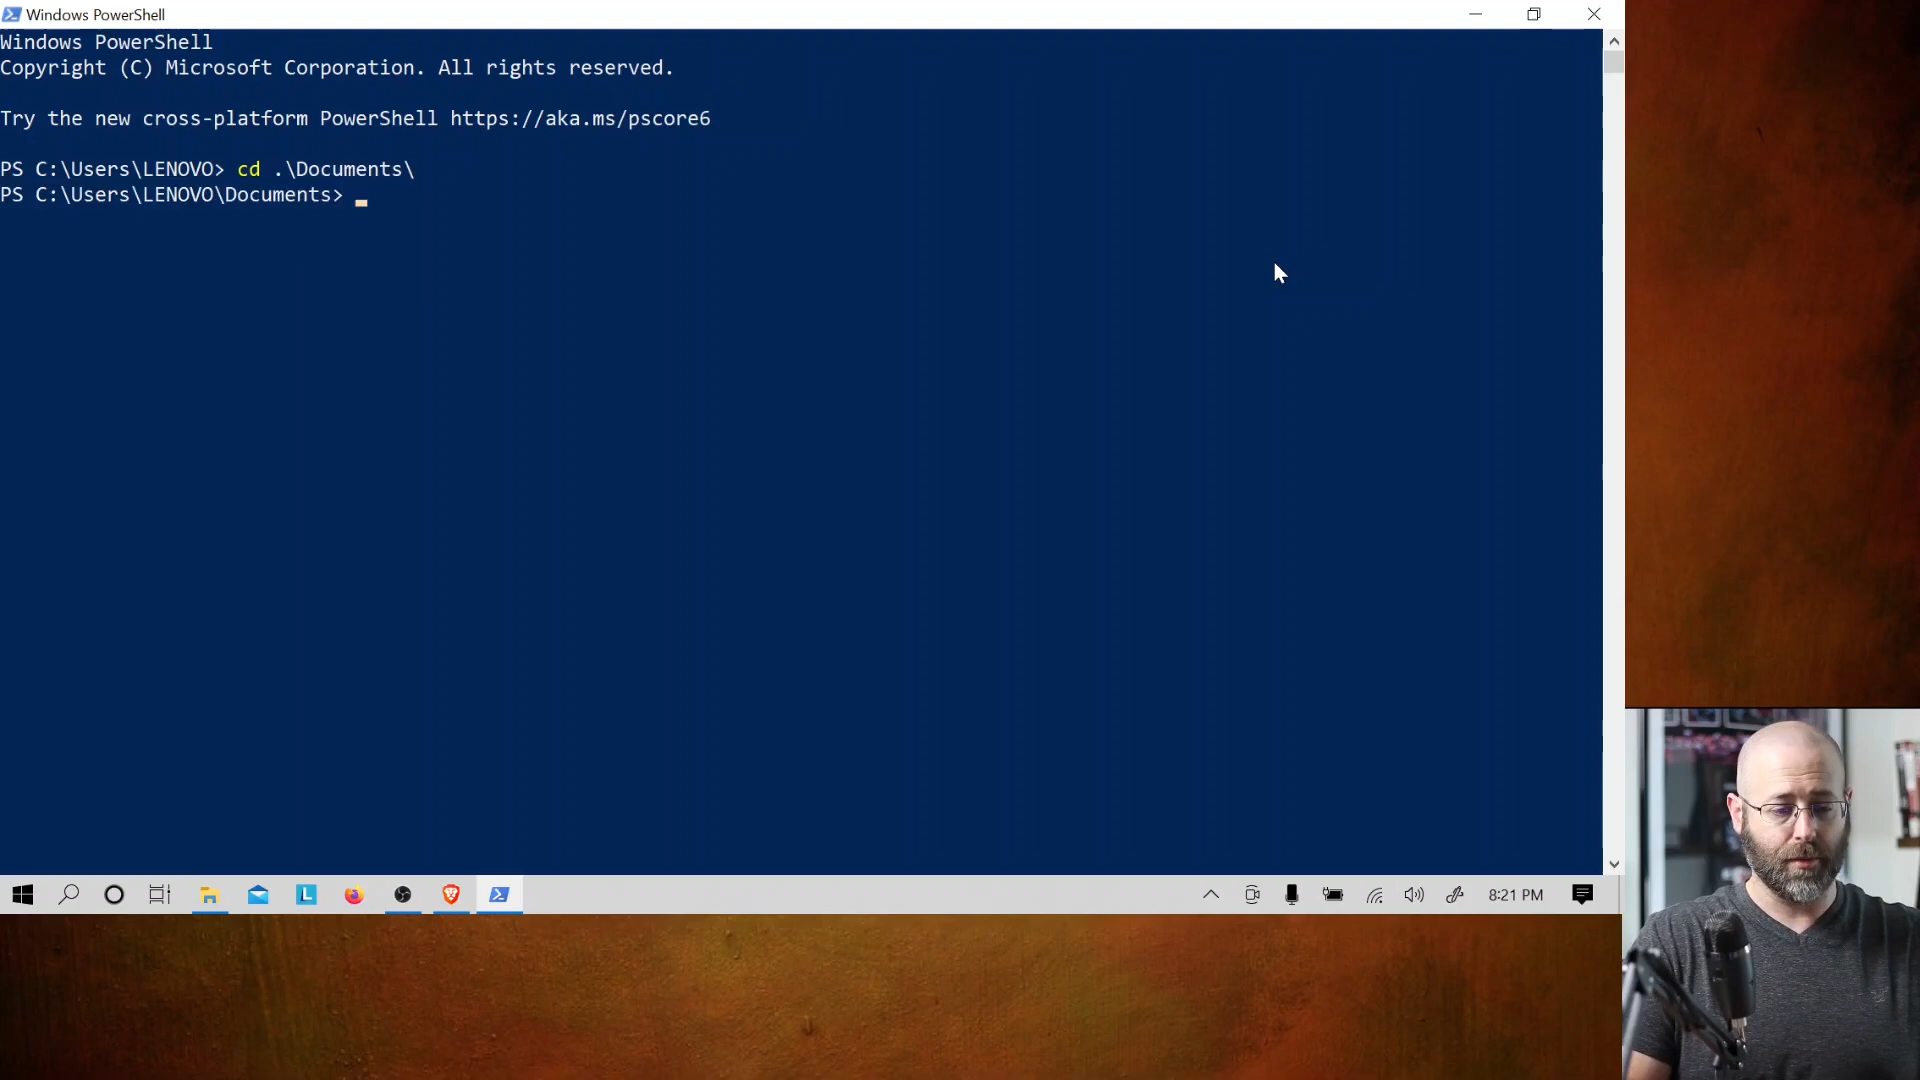 Windows PowerShell
Windows PowerShell
Copyright (C) Microsoft Corporation. All rights reserved.
Try the new cross-platform PowerShell https://aka.ms/pscore6
PS C:\Users\LENOVO> cd .\Documents\
PS C:\Users\LENOVO\Documents>
L
8:21 PM